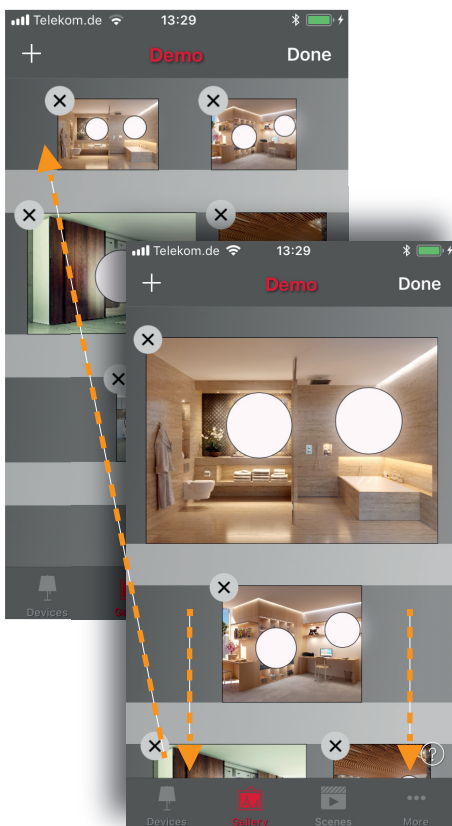 Telekom.de 13:29
+ Demo Done
Devices
Telekom.de 13:29
+ Demo Done
?
Devices Gallery Scenes More